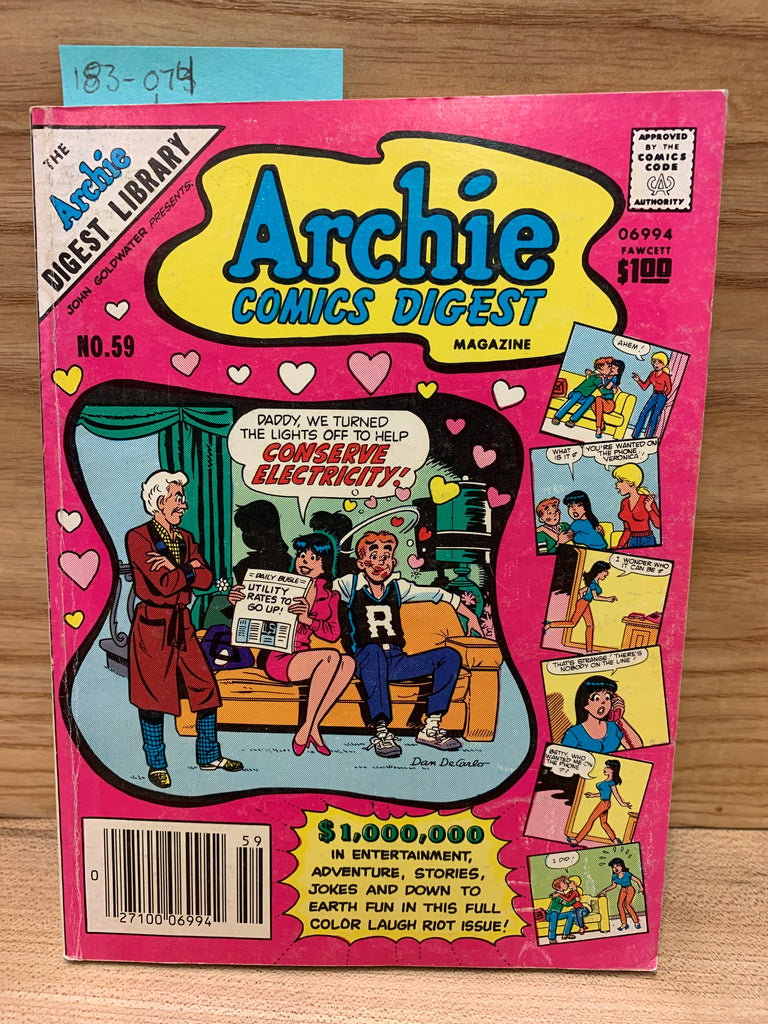 183-074
THE
Archie
DIGEST LIBRARY
JOHN GOLDWATER PRESENTS:
Archie
COMICS DIGEST
MAGAZINE
NO.59
APPROVED
BY THE
COMICS
CODE
CA
AUTHORITY
06994
FAWCETT
$1.00
DADDY, WE TURNED
THE LIGHTS OFF TO HELP
CONSERVE
ELECTRICITY!
= DAILY BUGLE =
UTILITY
RATES TO
GO UP!
R
Dan DeCarlo
AHEM!
WHAT
IS IT?
YOU'RE WANTED ON
THE PHONE,
VERONICA!
I WONDER WHO
IT CAN BE?
THAT'S STRANGE! THERE'S
NOBODY ON THE LINE!
BETTY, WHO
WANTED ME ON
THE PHONE
??
I DID!
$1,000,000
IN ENTERTAINMENT,
ADVENTURE, STORIES,
JOKES AND DOWN TO
EARTH FUN IN THIS FULL
COLOR LAUGH RIOT ISSUE!
59
0
27100 06994